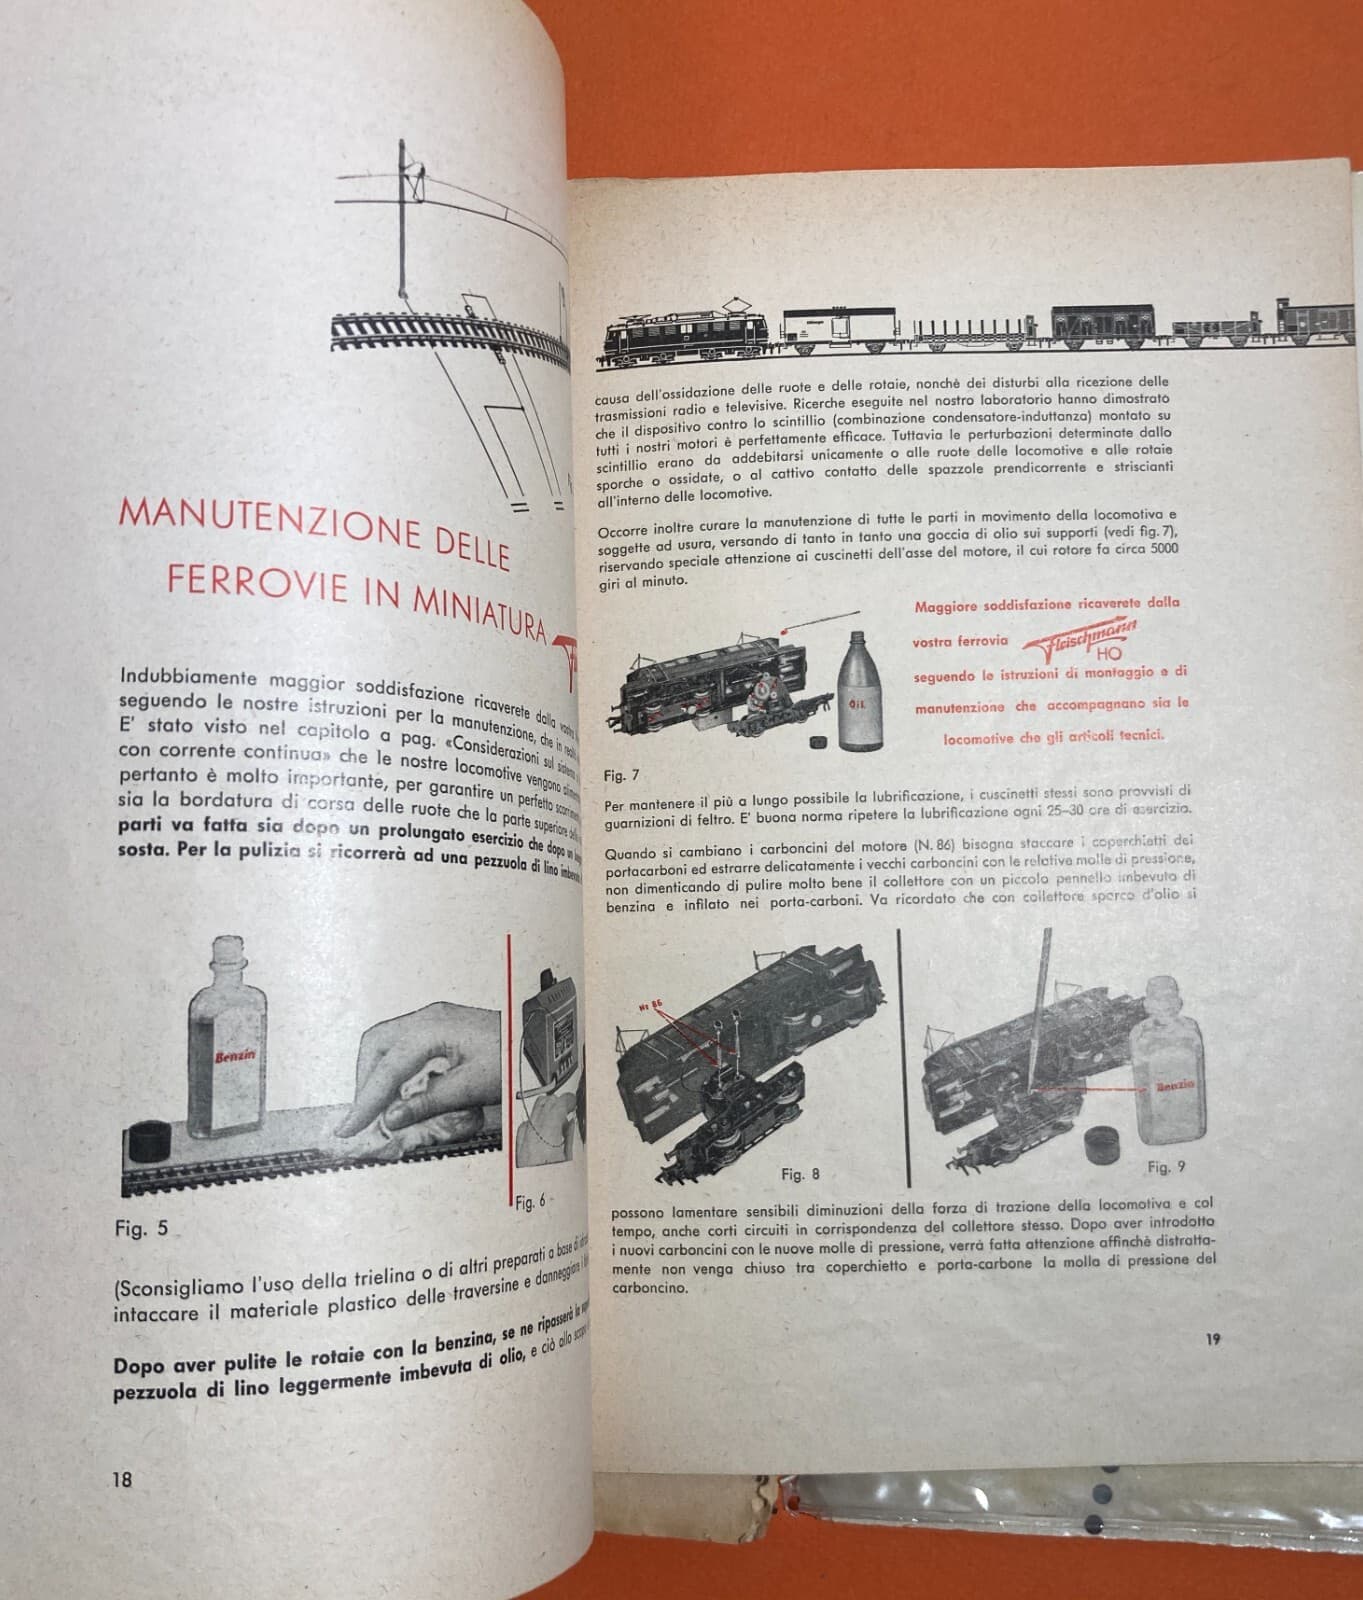 MANUTENZIONE DELLE
FERROVIE IN MINIATURA
Indubbiamente maggior soddisfazione ricaverete dalla vostra
seguendo le nostre istruzioni per la manutenzione, che in
E' stato visto nel capitolo a pag. «Considerazioni sul sistema
con corrente continua» che le nostre locomotive vengono
pertanto è molto importante, per garantire un perfetto
sia la bordatura di corsa delle ruote che la parte superiore
parti va fatta sia dopo un prolungato esercizio che dopo un
sosta. Per la pulizia si ricorrerà ad una pezzuola di lino
Benzin
Fig. 5
Fig. 6
(Sconsigliamo l'uso della trielina o di altri preparati a base di
intaccare il materiale plastico delle traversine e danneggiare
Dopo aver pulite le rotaie con la benzina, se ne ripasserà la
pezzuola di lino leggermente imbevuta di olio, e ciò allo
18
causa dell'ossidazione delle ruote e delle rotaie, nonchè dei disturbi alla ricezione delle
trasmissioni radio e televisive. Ricerche eseguite nel nostro laboratorio hanno dimostrato
che il dispositivo contro lo scintillio (combinazione condensatore-induttanza) montato su
tutti i nostri motori è perfettamente efficace. Tuttavia le perturbazioni determinate dallo
scintillio erano da addebitarsi unicamente o alle ruote delle locomotive e alle rotaie
sporche o ossidate, o al cattivo contatto delle spazzole prendicorrente e striscianti
all'interno delle locomotive.
Occorre inoltre curare la manutenzione di tutte le parti in movimento della locomotiva e
soggette ad usura, versando di tanto in tanto una goccia di olio sui supporti (vedi fig. 7),
riservando speciale attenzione ai cuscinetti dell'asse del motore, il cui rotore fa circa 5000
giri al minuto.
Oil
Maggiore soddisfazione ricaverete dalla
vostra ferrovia Fleischmann
HO
seguendo le istruzioni di montaggio e di
manutenzione che accompagnano sia le
locomotive che gli articoli tecnici.
Fig. 7
Per mantenere il più a lungo possibile la lubrificazione, i cuscinetti stessi sono provvisti di
guarnizioni di feltro. E' buona norma ripetere la lubrificazione ogni 25–30 ore di esercizio.
Quando si cambiano i carboncini del motore (N. 86) bisogna staccare i coperchietti dei
portacarboni ed estrarre delicatamente i vecchi carboncini con le relative molle di pressione,
non dimenticando di pulire molto bene il collettore con un piccolo pennello imbevuto di
benzina e infilato nei porta-carboni. Va ricordato che con collettore sporco d'olio si
Nr 86
Fig. 8
Benzin
Fig. 9
possono lamentare sensibili diminuzioni della forza di trazione della locomotiva e col
tempo, anche corti circuiti in corrispondenza del collettore stesso. Dopo aver introdotto
i nuovi carboncini con le nuove molle di pressione, verrà fatta attenzione affinchè distratta-
mente non venga chiuso tra coperchietto e porta-carbone la molla di pressione del
carboncino.
19